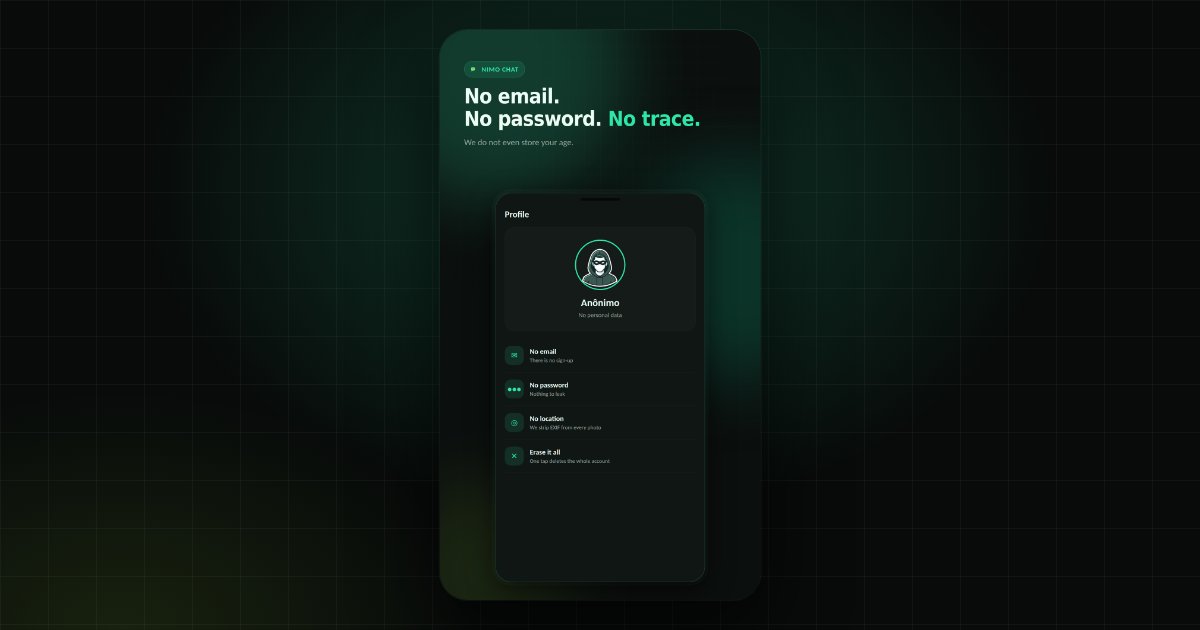 NIMO CHAT
No email.
No password. No trace.
We do not even store your age.
Profile
Anônimo
No personal data
No email
There is no sign-up
No password
Nothing to leak
No location
We strip EXIF from every photo
Erase it all
One tap deletes the whole account